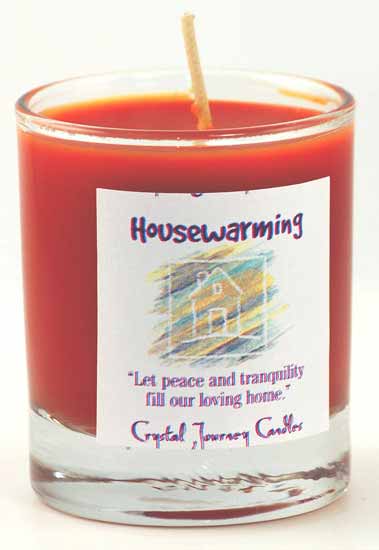 Housewarming
"Let peace and tranquility
fill our loving home."
Crystal Journey Candles